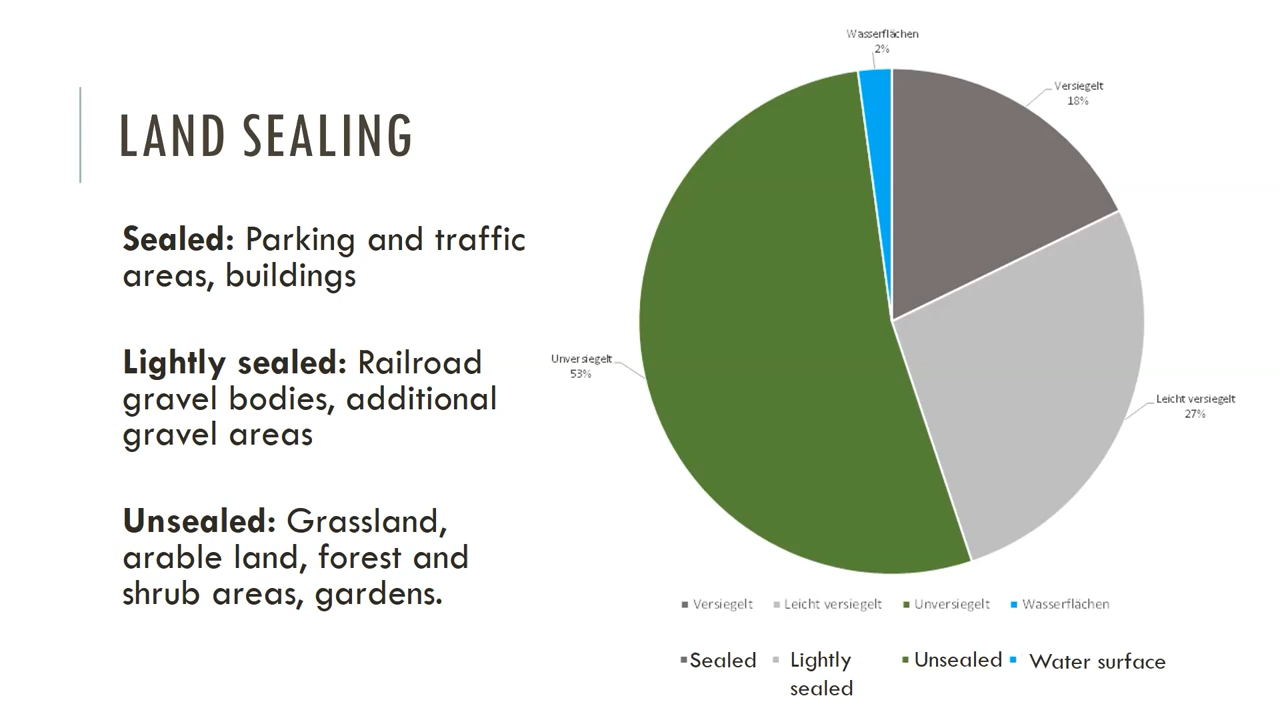 LAND SEALING
Sealed: Parking and traffic
areas, buildings
Lightly sealed: Railroad
gravel bodies, additional
gravel areas
Unsealed: Grassland,
arable land, forest and
shrub areas, gardens.
Wasserflächen
2%
Versiegelt
18%
Unversiegelt
53%
Leicht versiegelt
27%
Versiegelt Leicht versiegelt Unversiegelt Wasserflächen
Sealed Lightly Unsealed Water surface
sealed